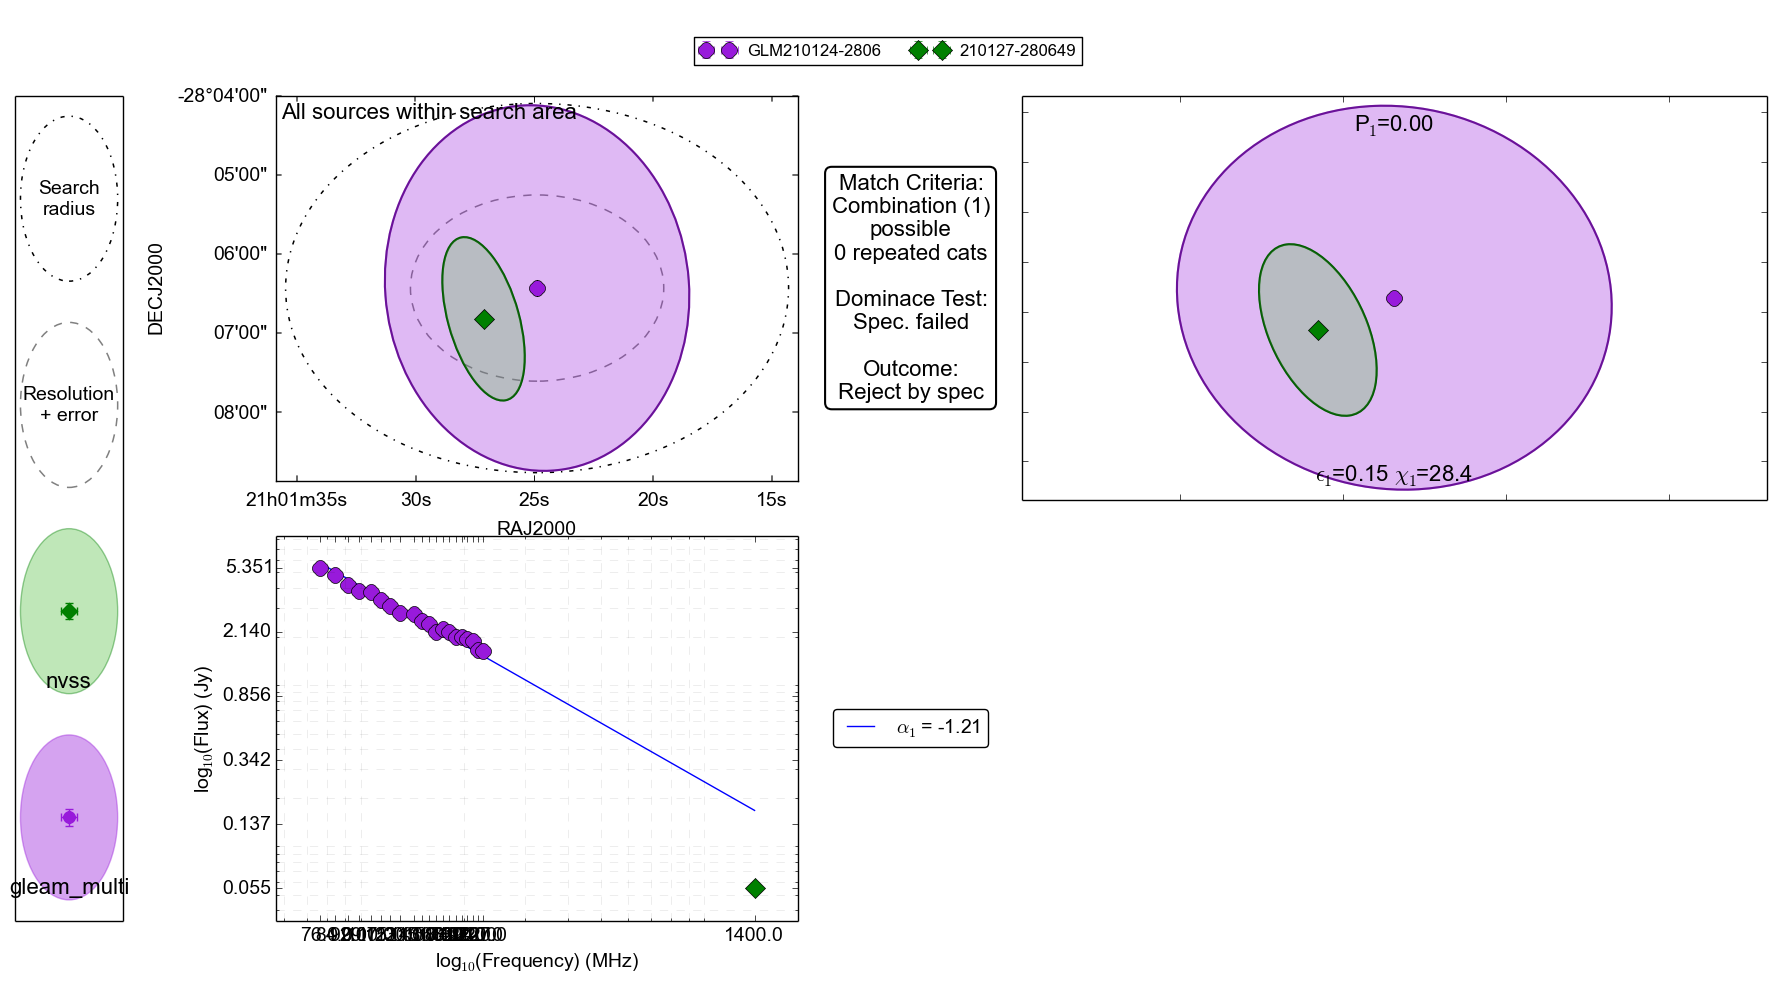 GLM210124-2806 210127-280649
Search
radius
Resolution
+ error
nvss
gleam_multi
All sources within search area
-28°04'00"
05'00"
06'00"
07'00"
08'00"
DECJ2000
21h01m35s 30s 25s 20s 15s
RAJ2000
Match Criteria:
Combination (1)
possible
0 repeated cats
Dominace Test:
Spec. failed
Outcome:
Reject by spec
P₁=0.00
ϵ₁=0.15 χ₁=28.4
5.351
2.140
0.856
0.342
0.137
0.055
log₁₀(Flux) (Jy)
1400.0
log₁₀(Frequency) (MHz)
α₁ = -1.21